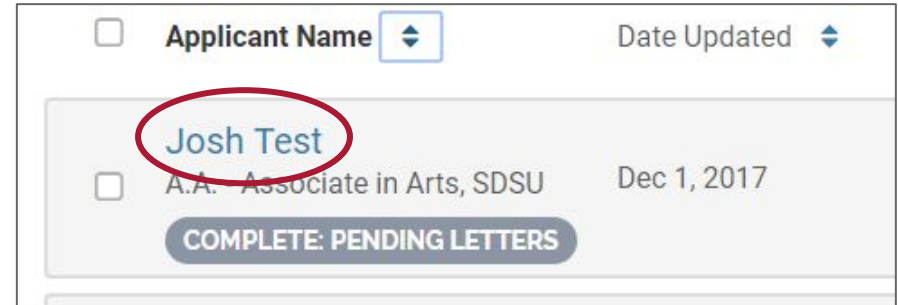 Applicant Name Date Updated
Josh Test
A.A. - Associate in Arts, SDSU Dec 1, 2017
COMPLETE: PENDING LETTERS